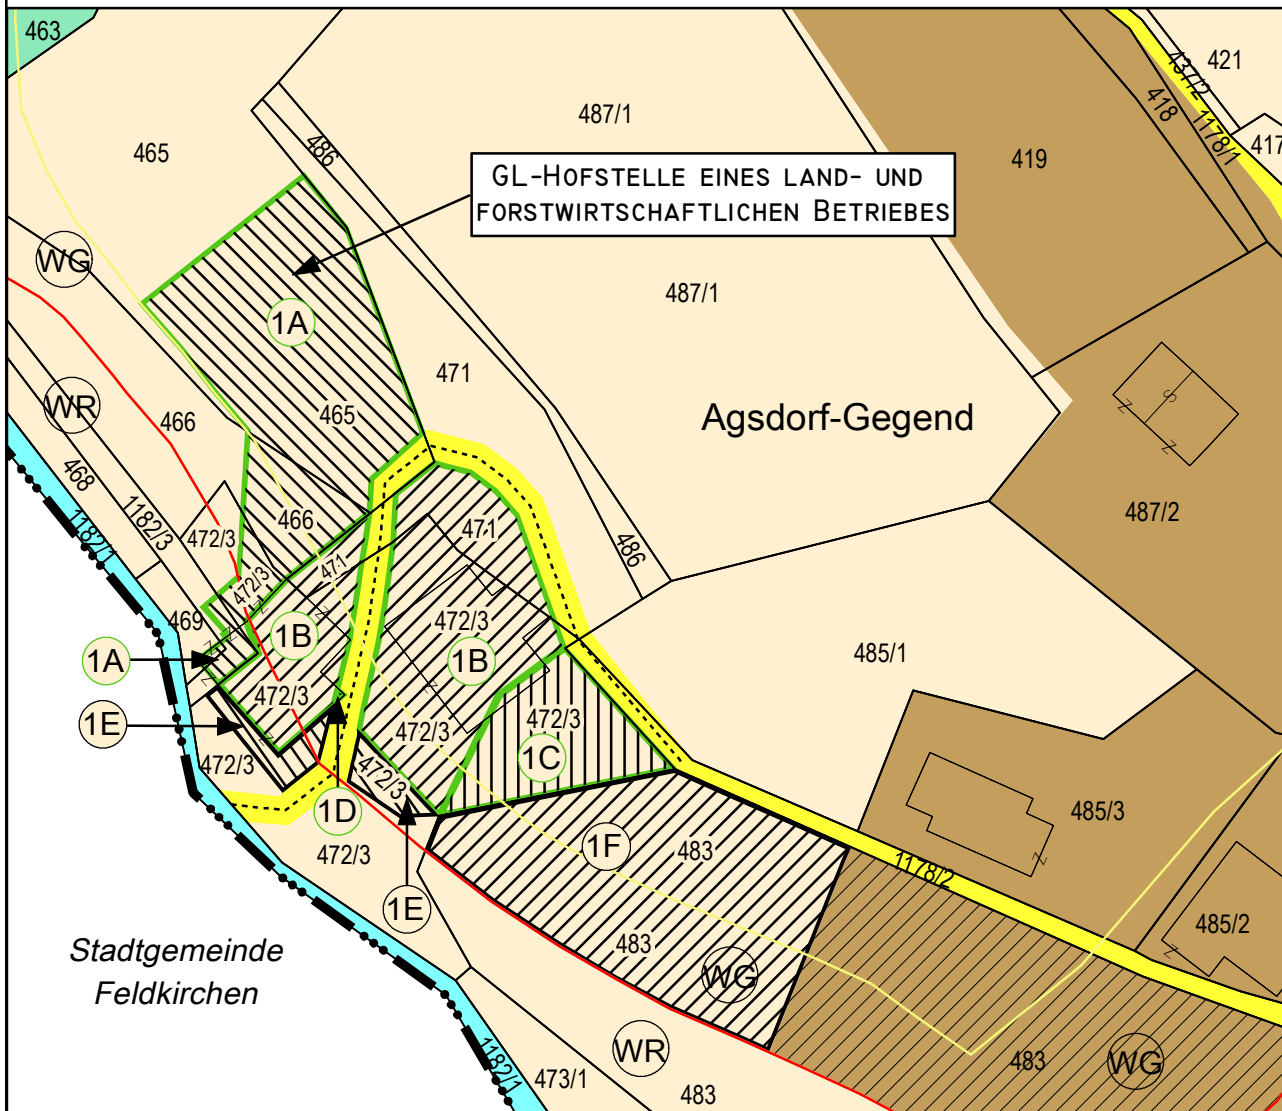 463
421
437/2
418
1178/1
417
487/1
465
486
419
GL-HOFSTELLE EINES LAND- UND
FORSTWIRTSCHAFTLICHEN BETRIEBES
WG
487/1
1A
471
WR
466
465
Agsdorf-Gegend
S
z
z
468
1182/3
1182/1
472/3
466
471
486
487/2
472/3
471
469
z
z
z
z
z
1B
472/3
1B
485/1
1A
z
472/3
472/3
472/3
1E
z
1C
472/3
472/3
1D
485/3
z
472/3
1F
483
1178/2
1E
485/2
z
483
WG
Stadtgemeinde
Feldkirchen
WR
1182/1
473/1
483
483
WG